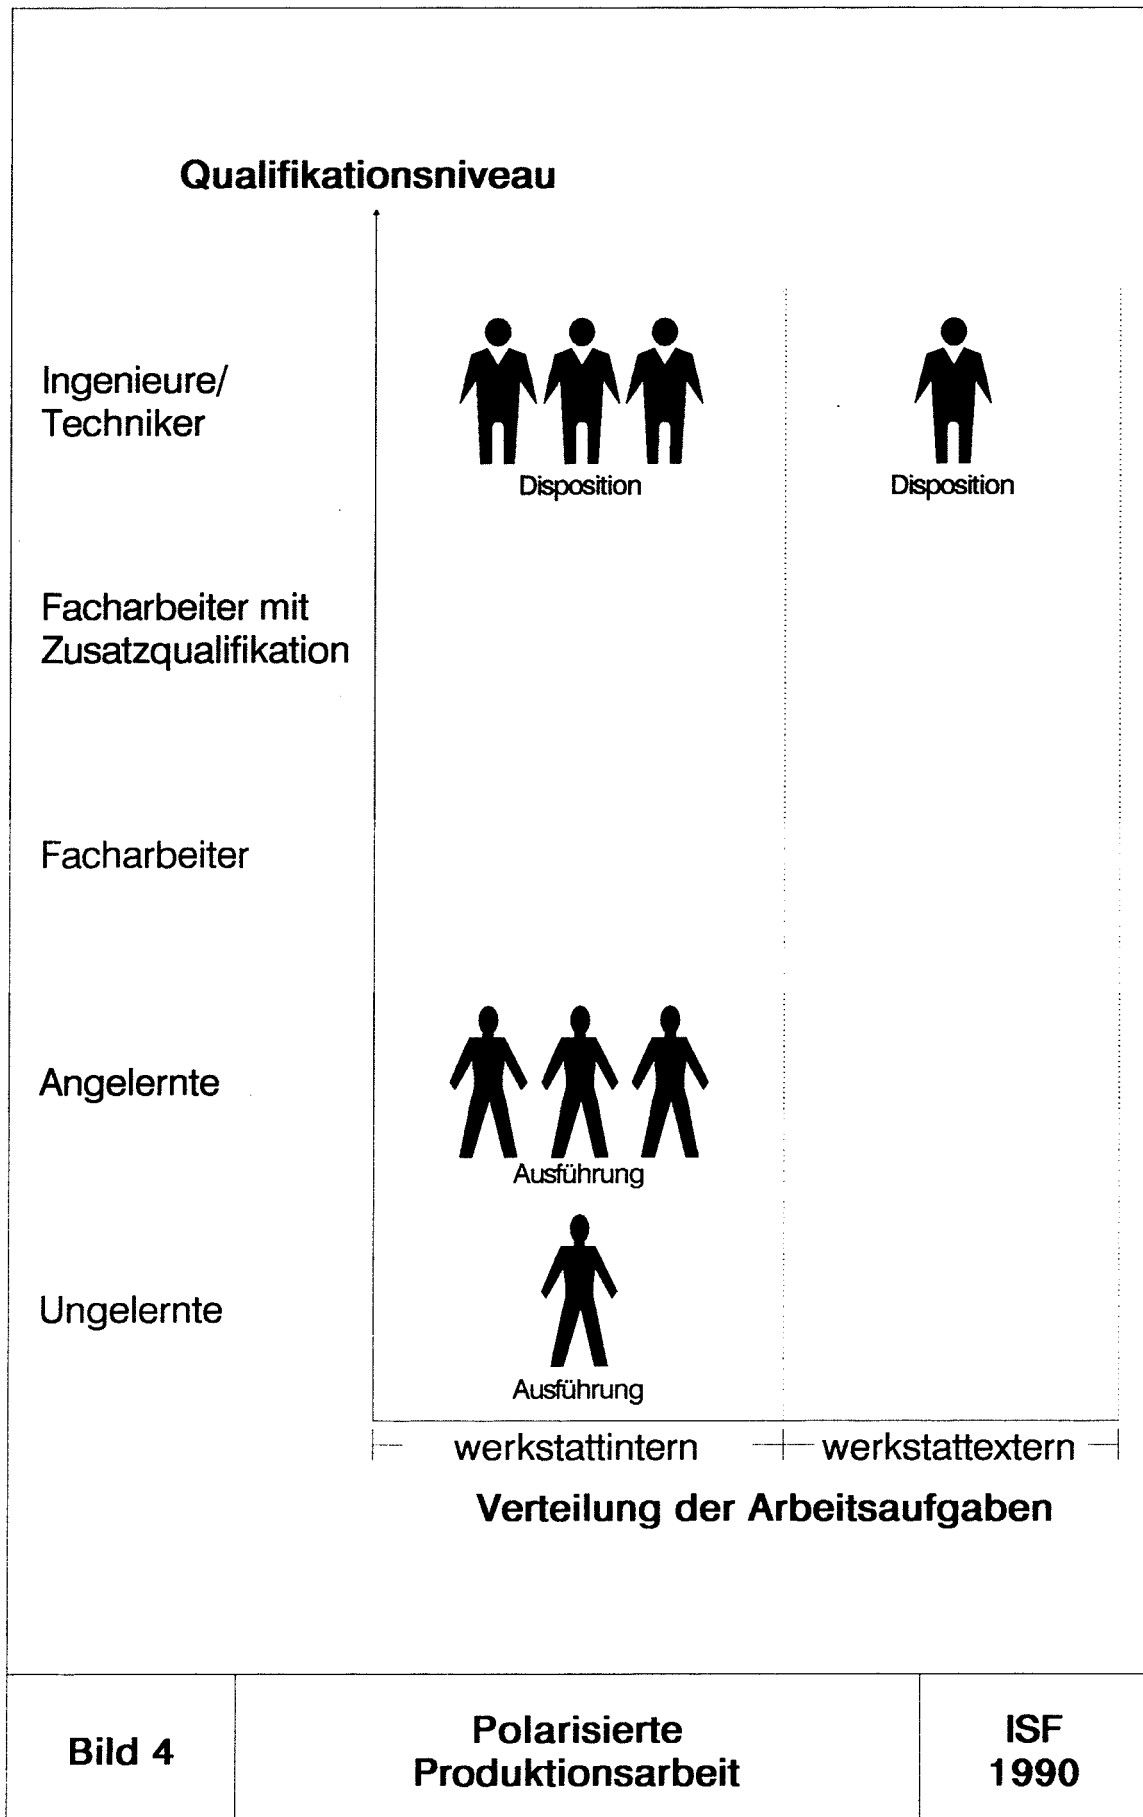 Qualifikationsniveau
Ingenieure/
Techniker
Disposition
Disposition
Facharbeiter mit
Zusatzqualifikation
Facharbeiter
Angelernte
Ausführung
Ungelernte
Ausführung
werkstattintern
werkstattextern
Verteilung der Arbeitsaufgaben
Bild 4
Polarisierte
Produktionsarbeit
ISF
1990